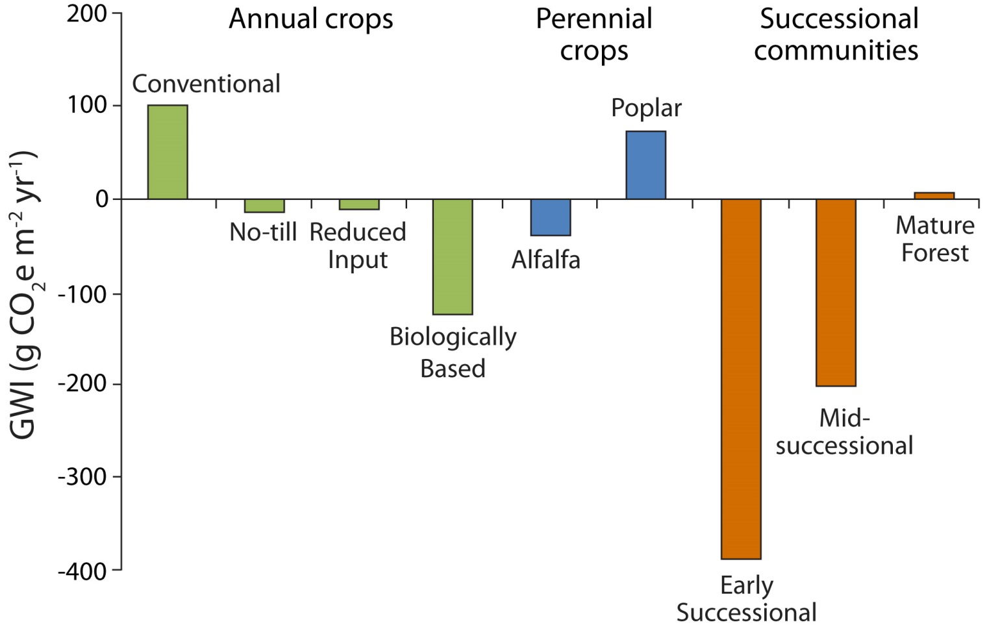 200
Annual crops
Perennial
crops
Successional
communities
Conventional
100
Poplar
0
No-till
Reduced
Input
Alfalfa
Mature
Forest
-100
Biologically
Based
-200
Mid-
successional
-300
-400
Early
Successional
GWI (g CO₂e m⁻² yr⁻¹)